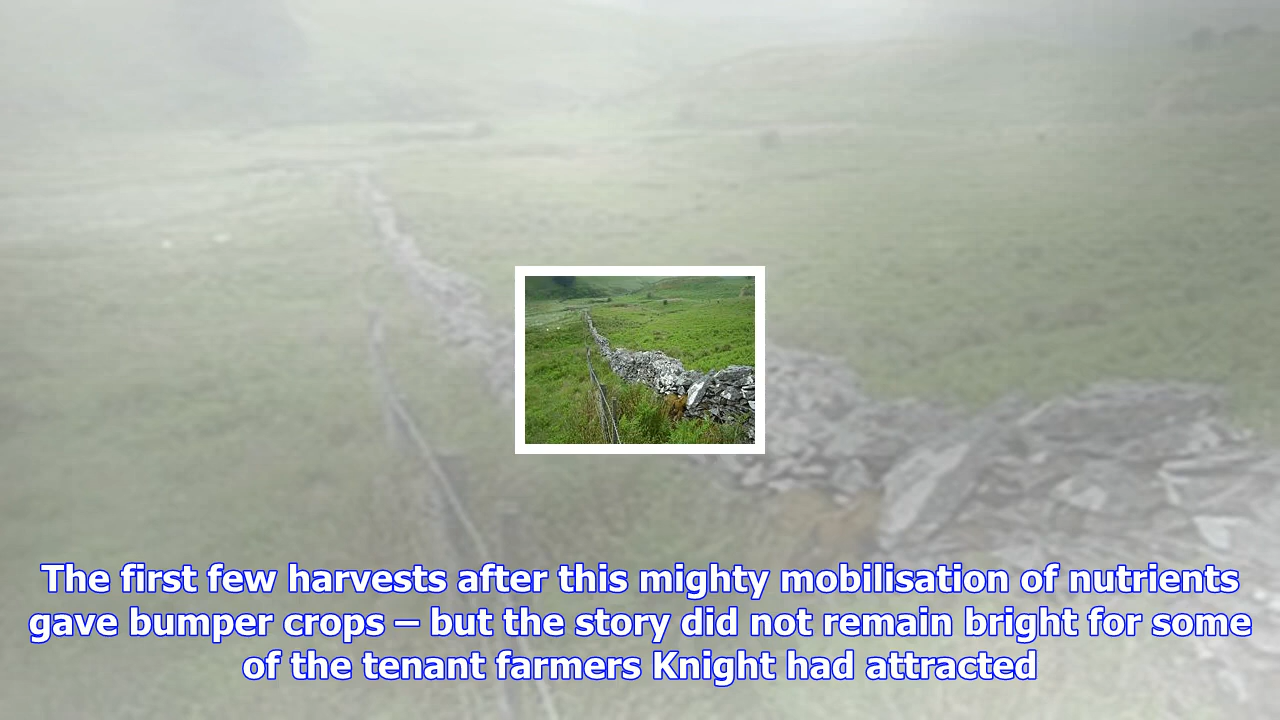 The first few harvests after this mighty mobilisation of nutrients
gave bumper crops – but the story did not remain bright for some
of the tenant farmers Knight had attracted